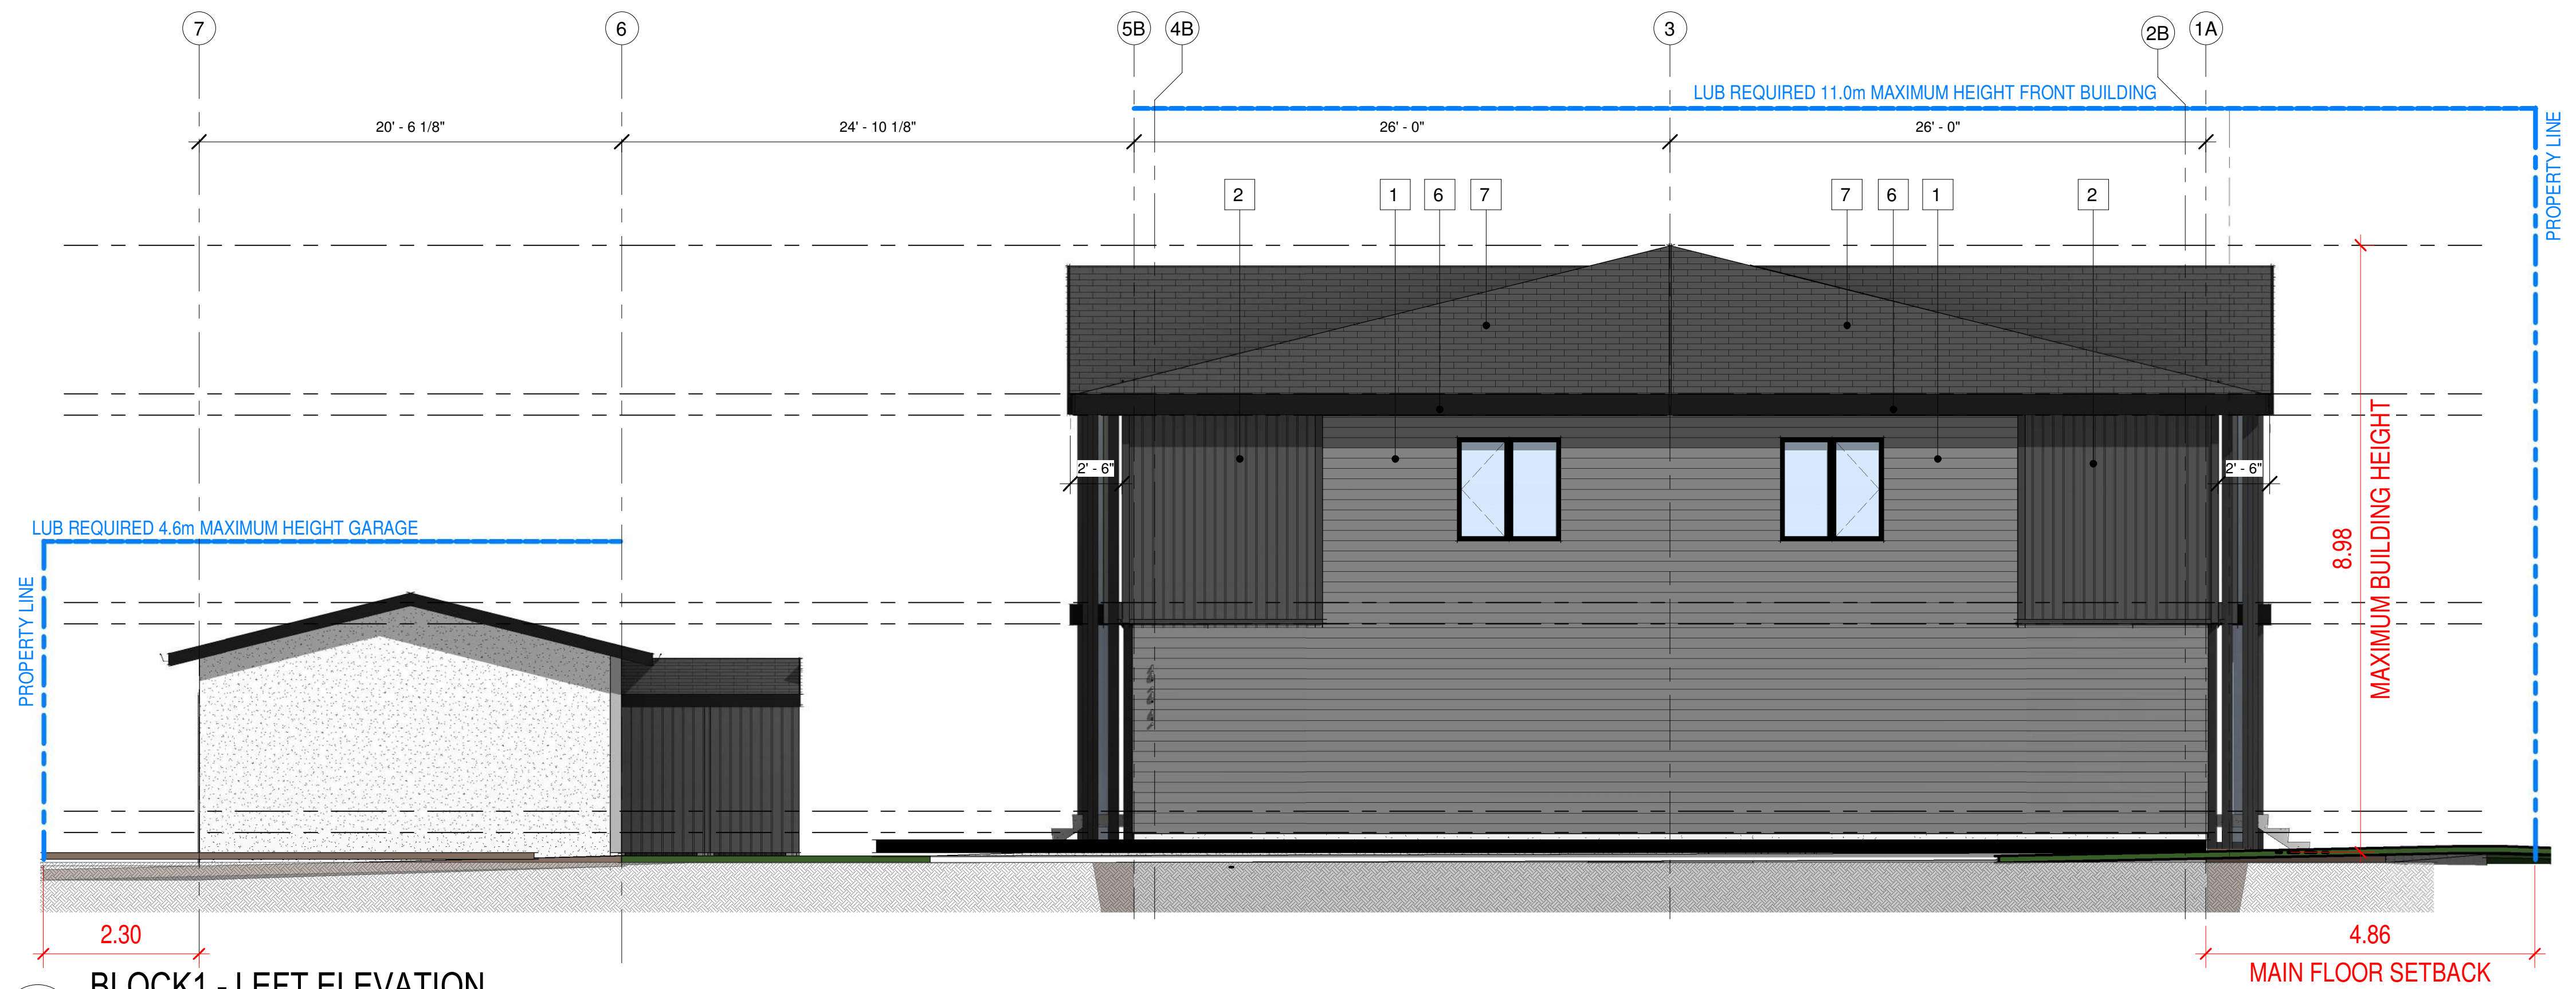 7
6
5B
4B
3
2B
1A
LUB REQUIRED 11.0m MAXIMUM HEIGHT FRONT BUILDING
20' - 6 1/8"
24' - 10 1/8"
26' - 0"
26' - 0"
PROPERTY LINE
2
1
6
7
7
6
1
2
2' - 6"
2' - 6"
8.98
MAXIMUM BUILDING HEIGHT
LUB REQUIRED 4.6m MAXIMUM HEIGHT GARAGE
PROPERTY LINE
2.30
4.86
MAIN FLOOR SETBACK
BLOCK1 - LEFT ELEVATION